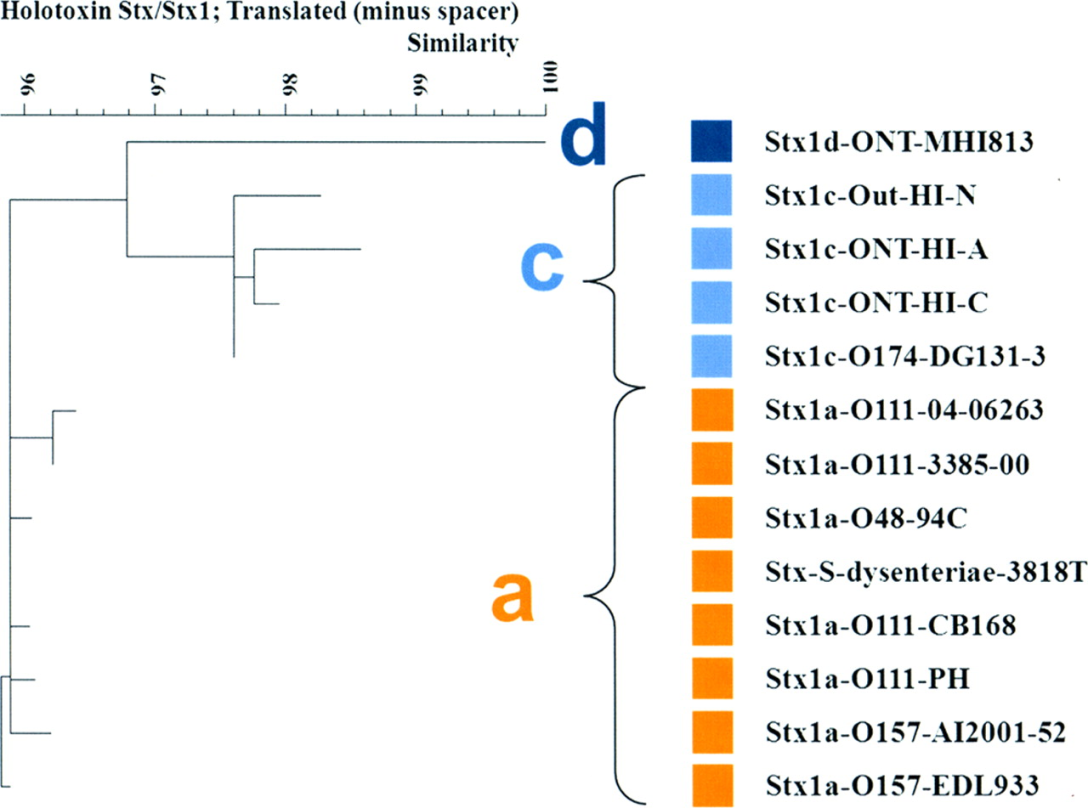 Holotoxin Stx/Stx1; Translated (minus spacer)
Similarity
96 97 98 99 100
d
Stx1d-ONT-MHI813
Stx1c-Out-HI-N
c
Stx1c-ONT-HI-A
Stx1c-ONT-HI-C
Stx1c-O174-DG131-3
Stx1a-O111-04-06263
Stx1a-O111-3385-00
Stx1a-O48-94C
Stx-S-dysenteriae-3818T
a
Stx1a-O111-CB168
Stx1a-O111-PH
Stx1a-O157-AI2001-52
Stx1a-O157-EDL933